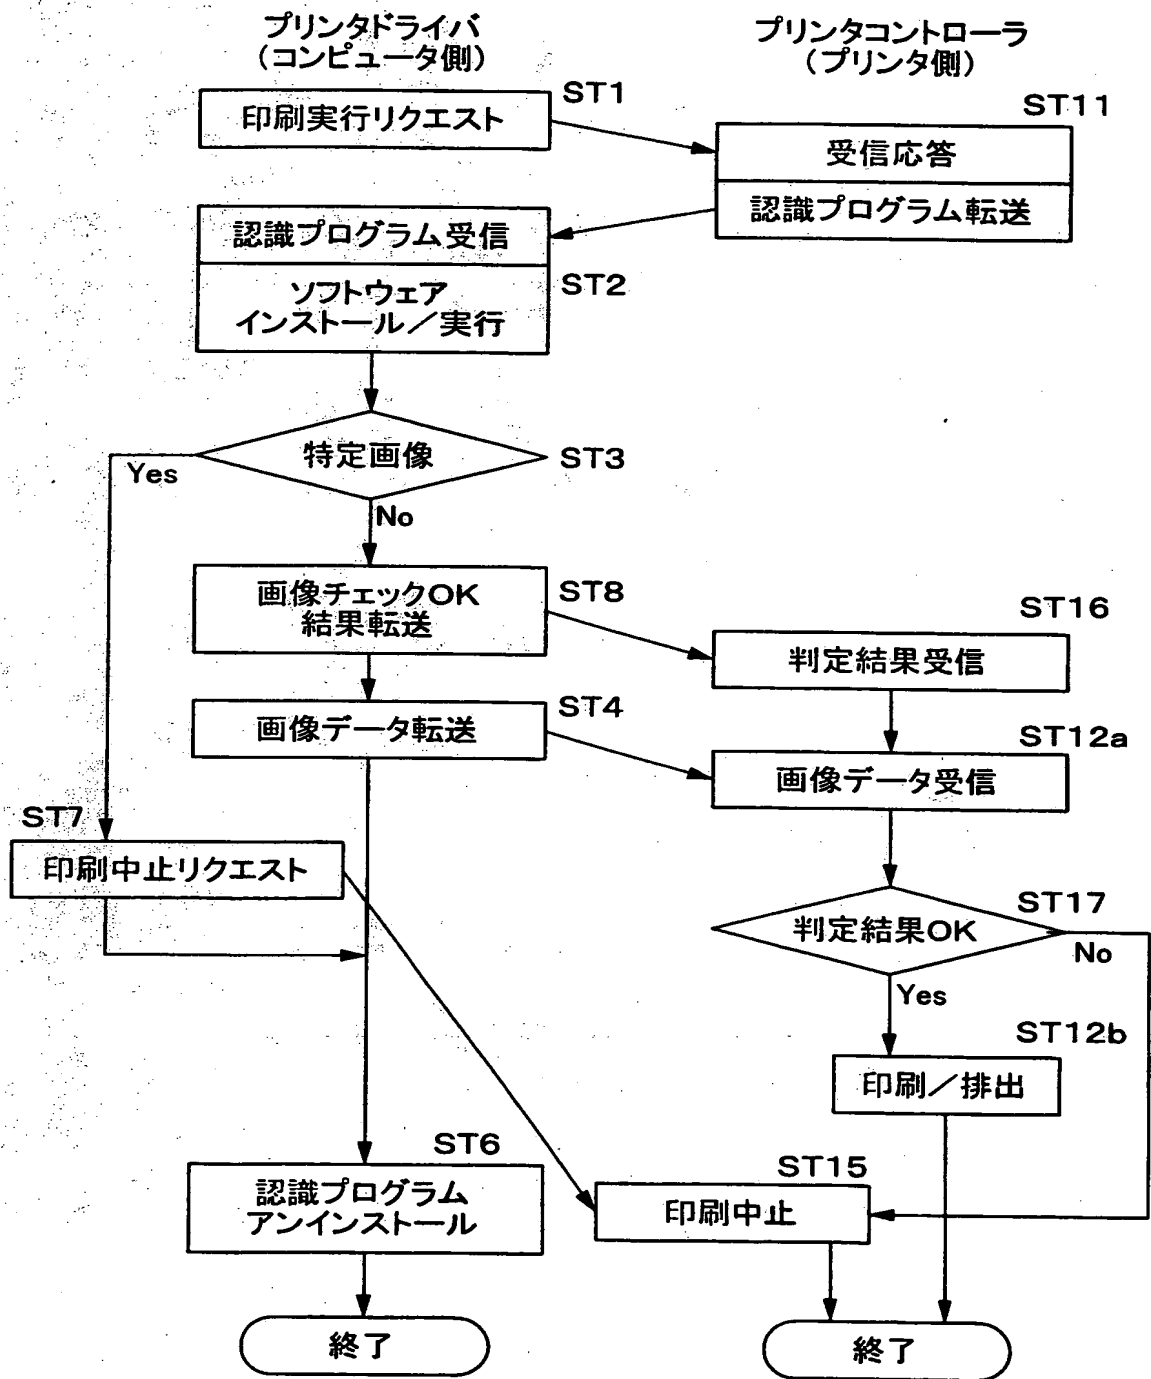 プリンタドライバ
（コンピュータ側）
プリンタコントローラ
（プリンタ側）
ST1
印刷実行リクエスト
ST11
受信応答
認識プログラム転送
認識プログラム受信
ST2
ソフトウェア
インストール／実行
特定画像
ST3
Yes
No
画像チェックOK
結果転送
ST8
ST16
判定結果受信
画像データ転送
ST4
ST12a
画像データ受信
ST7
印刷中止リクエスト
ST17
判定結果OK
No
Yes
ST12b
印刷／排出
ST6
認識プログラム
アンインストール
ST15
印刷中止
終了
終了